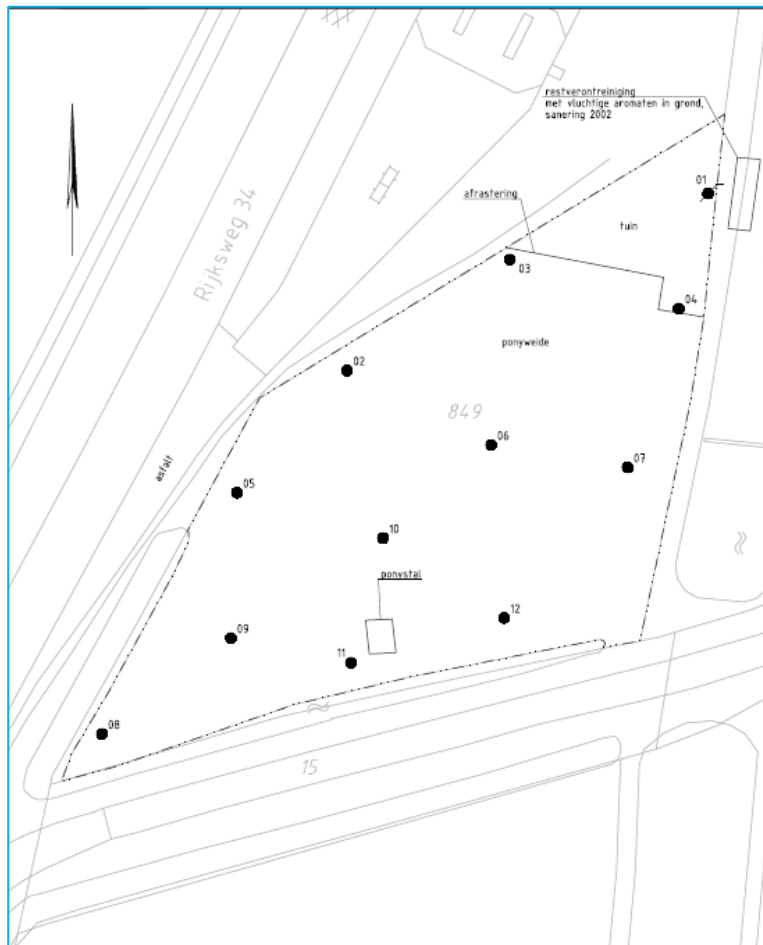 restverontreiniging
met vluchtige aromaten in grond,
sanering 2002
01
afrastering
Rijksweg 34
tuin
03
04
ponyweide
02
849
06
07
asfalt
05
10
ponystal
12
09
11
08
15